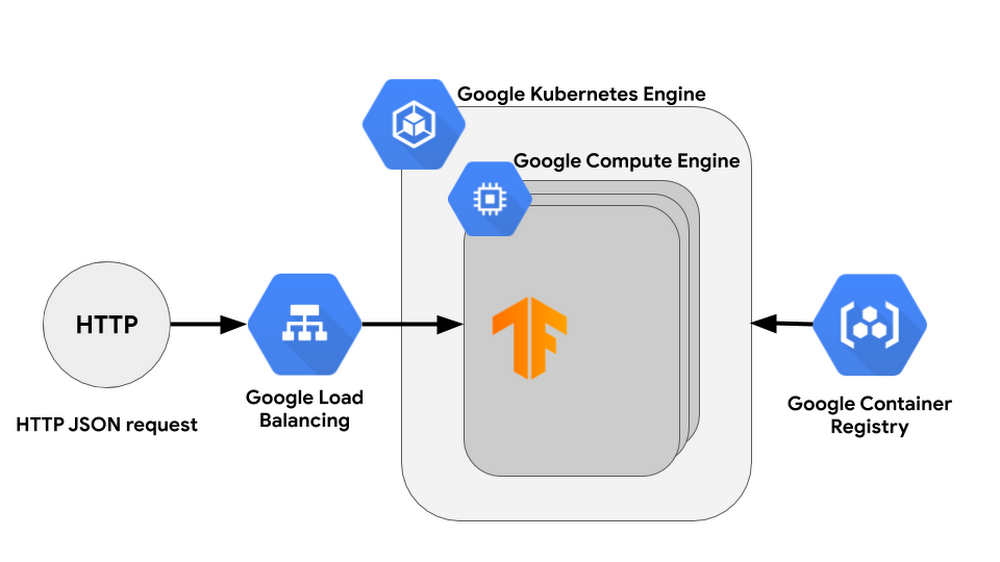 Google Kubernetes Engine
Google Compute Engine
HTTP
HTTP JSON request
Google Load
Balancing
Google Container
Registry